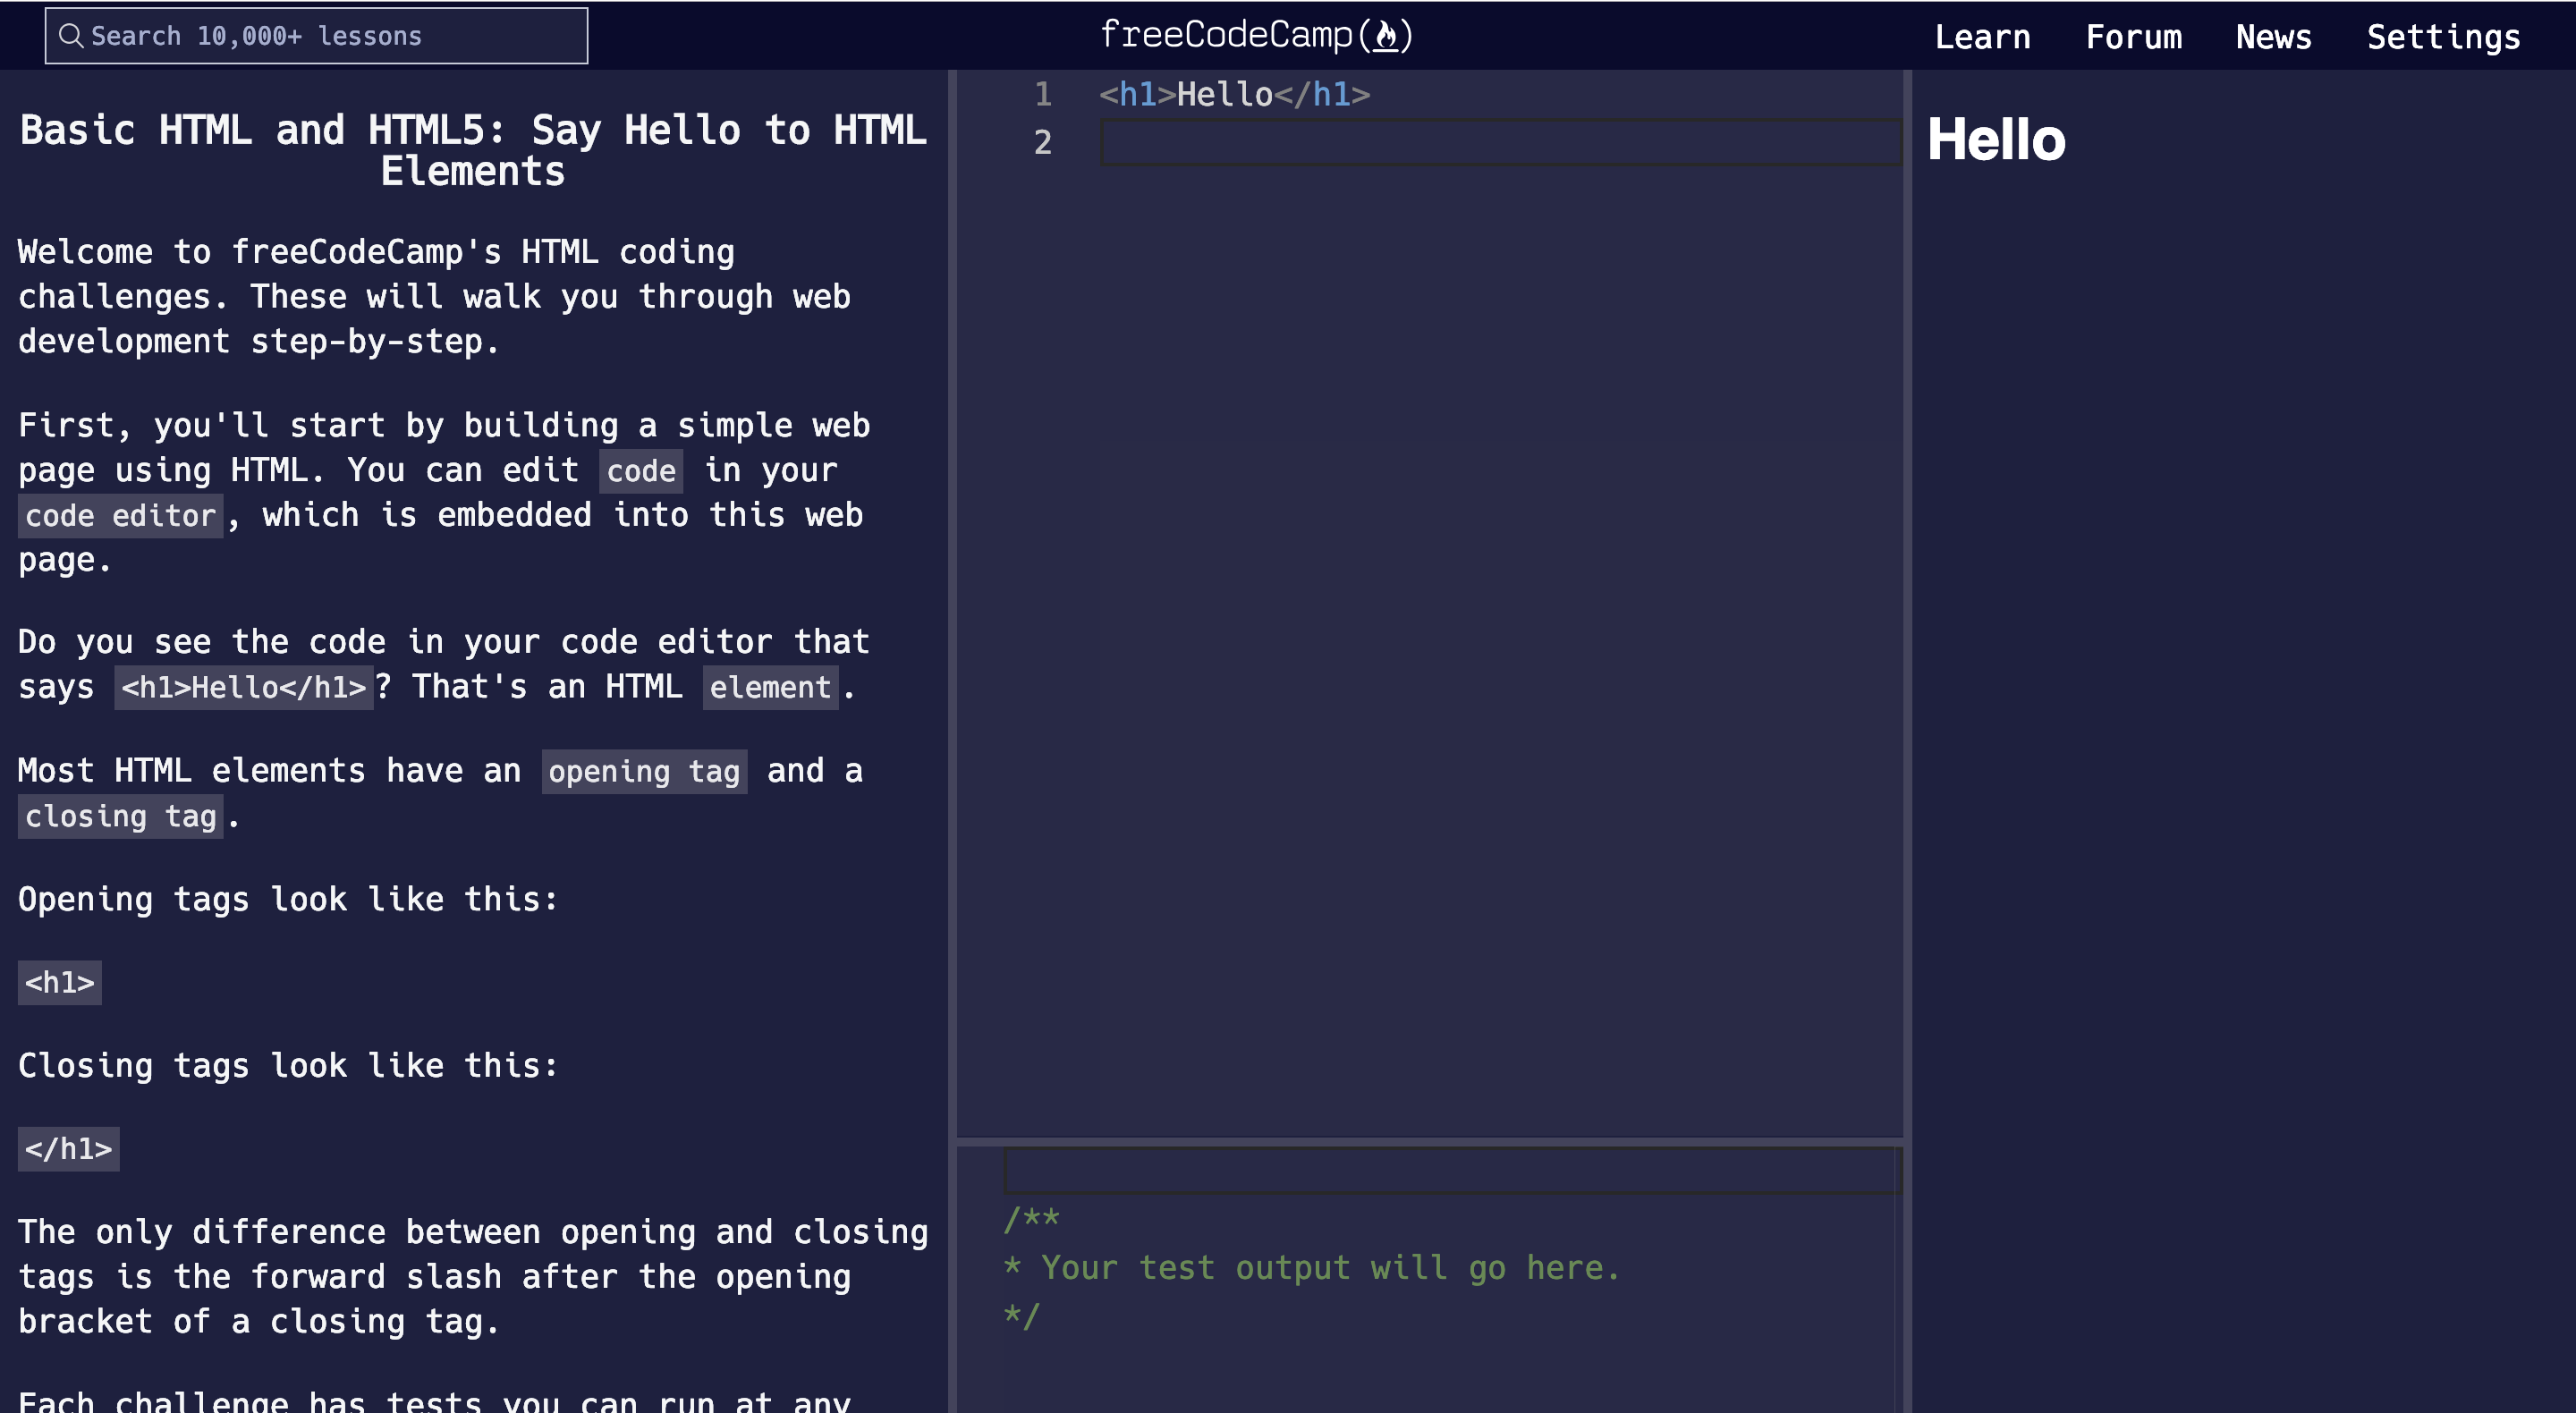 Search 10,000+ lessons
freeCodeCamp
Learn Forum News Settings
Basic HTML and HTML5: Say Hello to HTML
Elements
Welcome to freeCodeCamp's HTML coding
challenges. These will walk you through web
development step-by-step.
First, you'll start by building a simple web
page using HTML. You can edit code in your
code editor, which is embedded into this web
page.
Do you see the code in your code editor that
says <h1>Hello</h1>? That's an HTML element.
Most HTML elements have an opening tag and a
closing tag.
Opening tags look like this:
<h1>
Closing tags look like this:
</h1>
The only difference between opening and closing
tags is the forward slash after the opening
bracket of a closing tag.
Each challenge has tests you can run at any
1 <h1>Hello</h1>
2
/**
* Your test output will go here.
*/
Hello